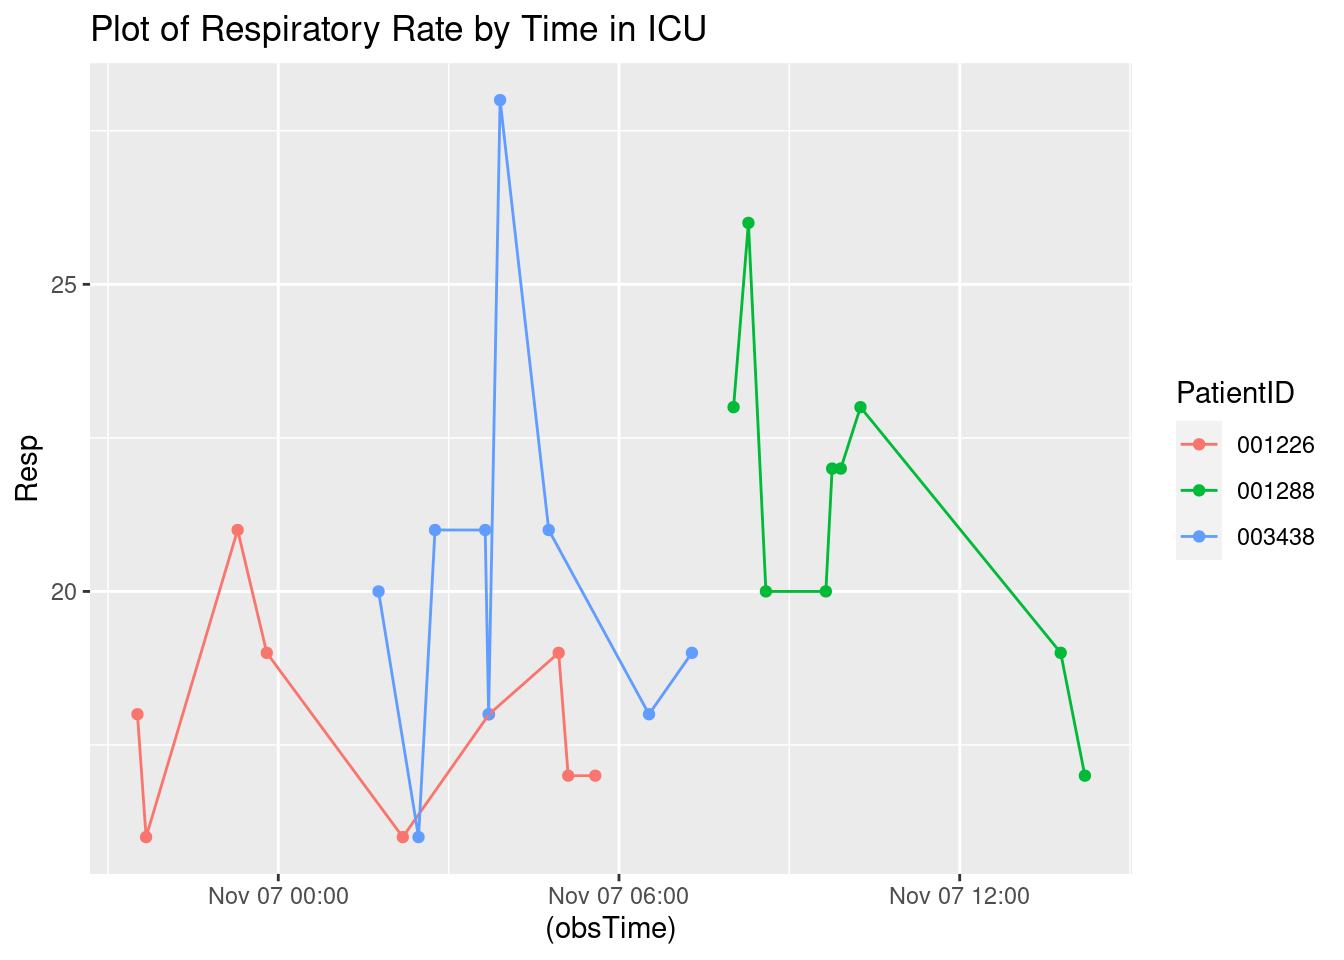 Plot of Respiratory Rate by Time in ICU
Resp
25
20
Nov 07 00:00
Nov 07 06:00
Nov 07 12:00
(obsTime)
PatientID
001226
001288
003438